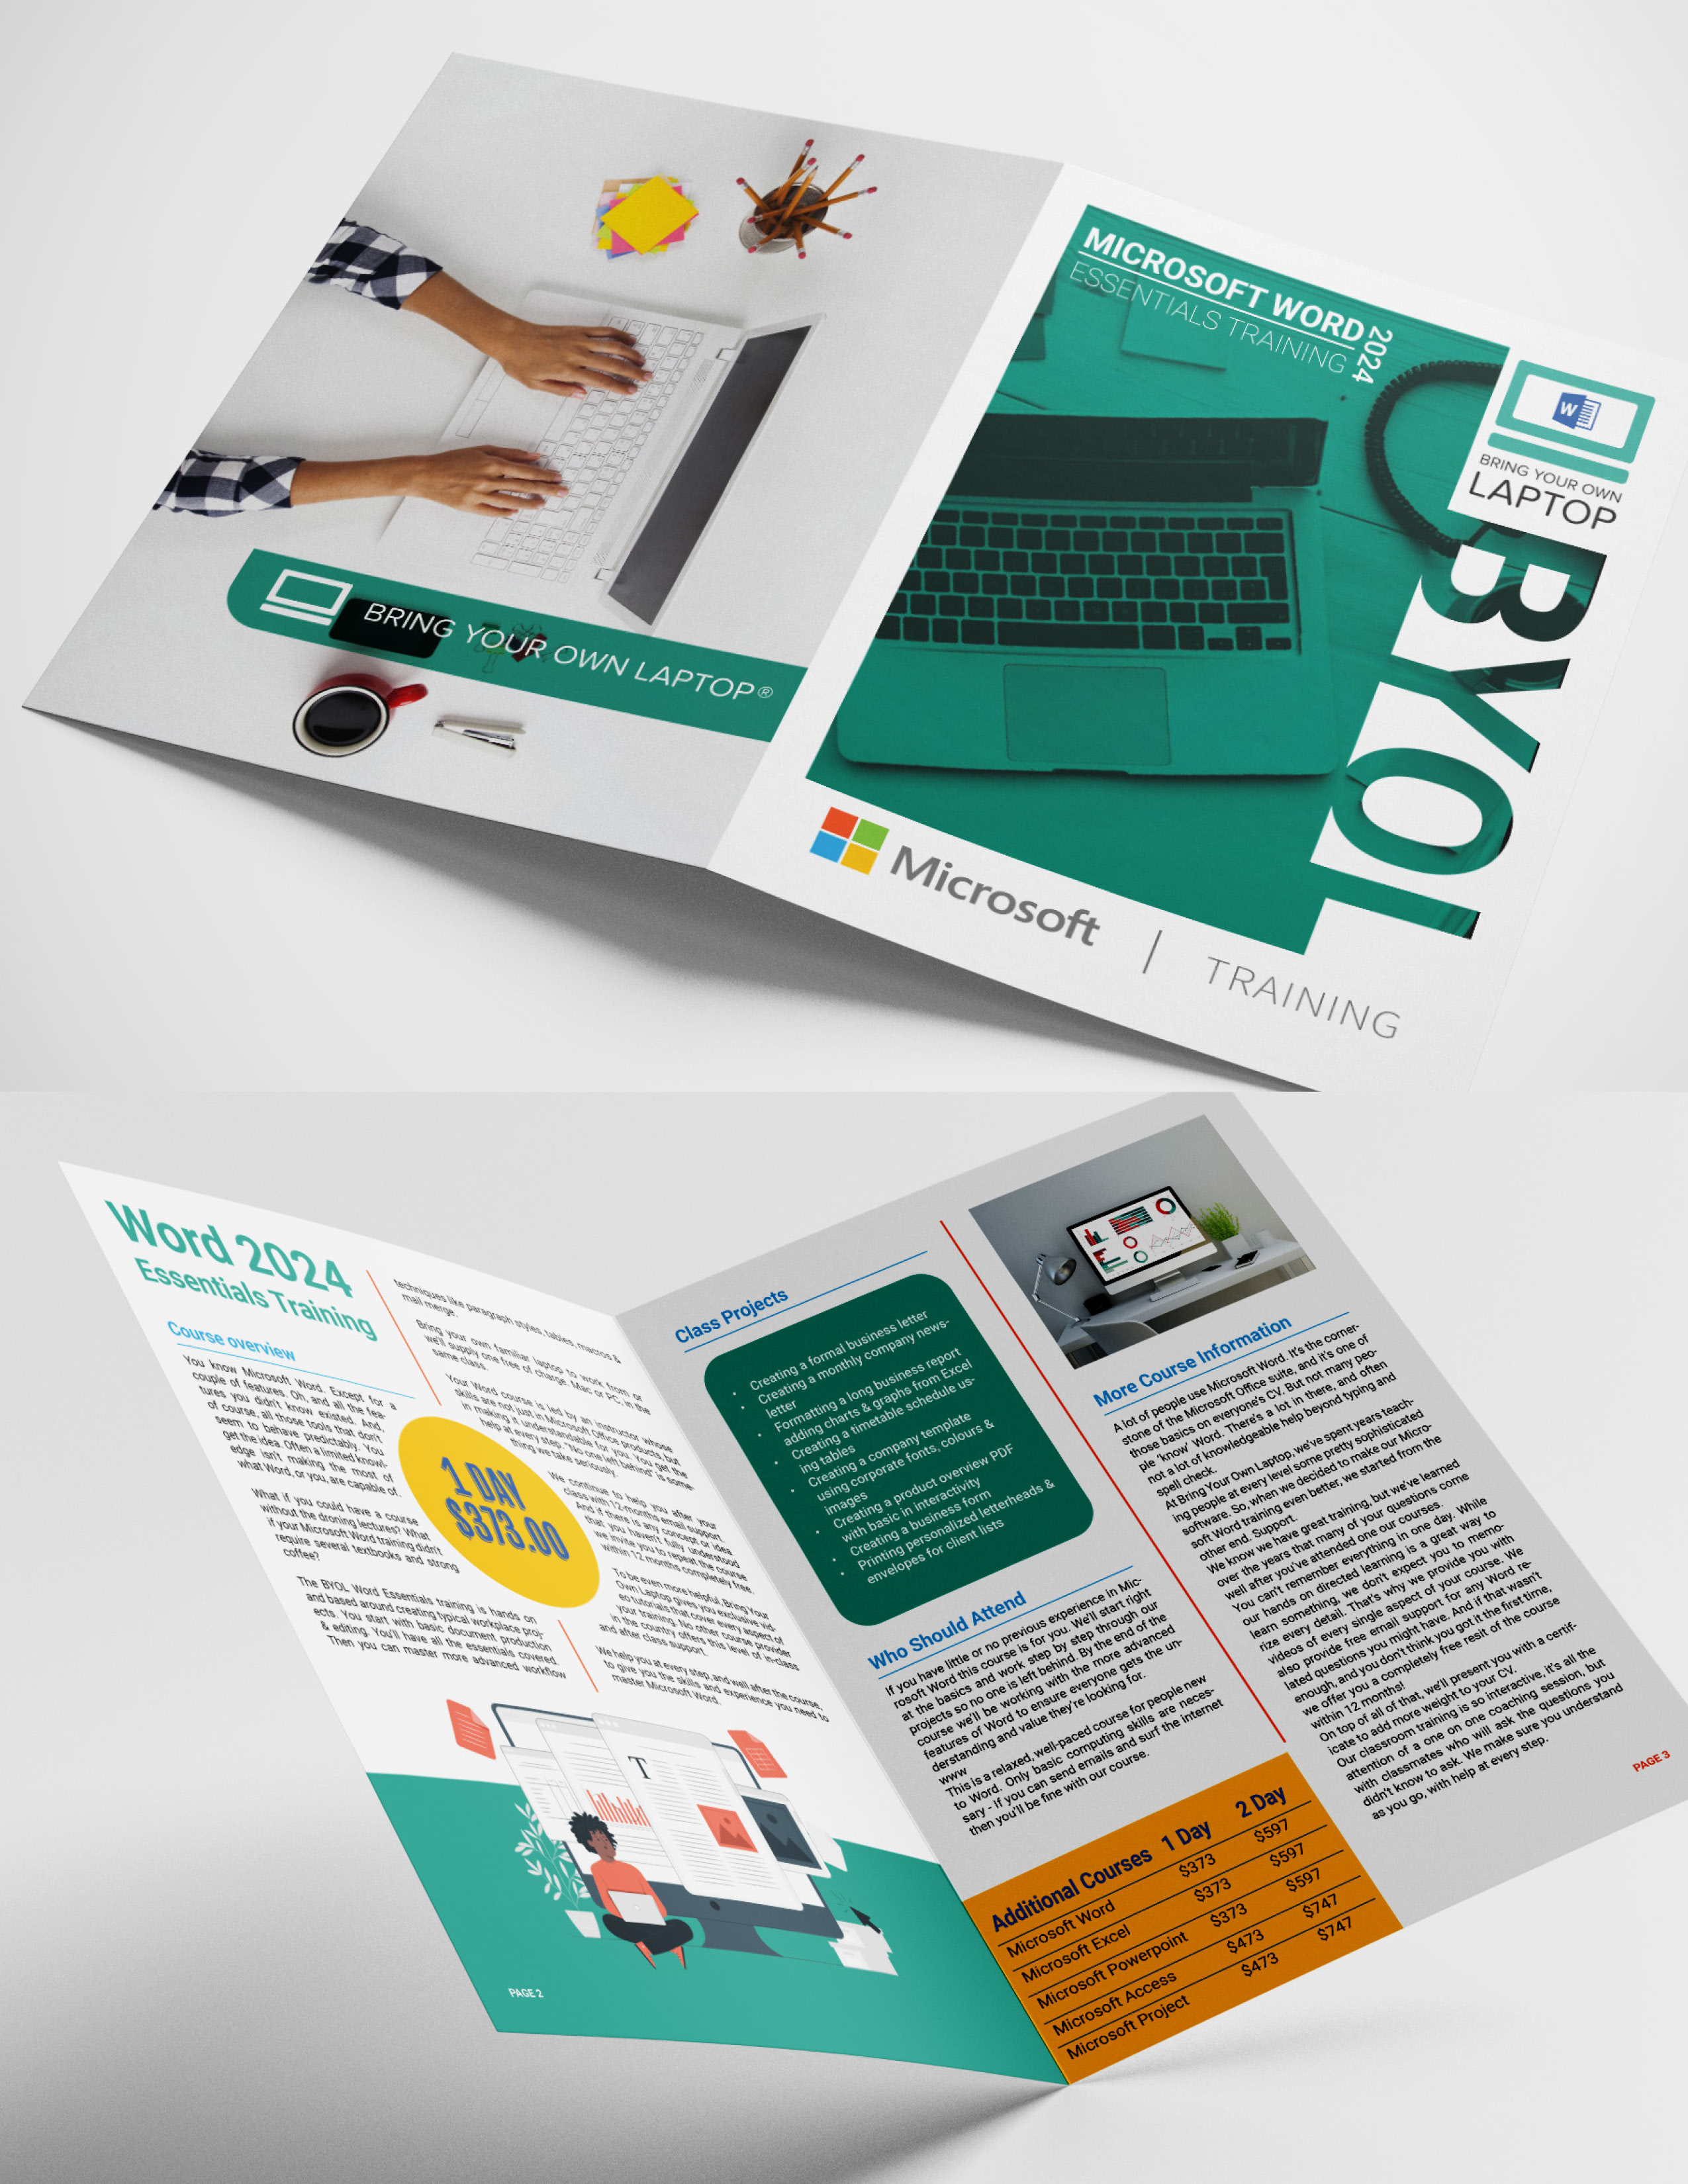 BRING YOUR OWN LAPTOP®
MICROSOFT WORD
ESSENTIALS TRAINING
2024
W
BRING YOUR OWN
LAPTOP
BYOL
Microsoft | TRAINING
Word 2024
Essentials Training
Course overview
You know Microsoft Word. Except for a
couple of features. Oh, and all the fea-
tures you didn't know existed. And,
of course, all those tools that don't
seem to behave predictably. You
get the idea. Often a limited knowl-
edge isn't making the most of
what Word, or you, are capable of.
What if you could have a course
without the droning lectures? What
if your Microsoft Word training didn't
require several textbooks and strong
coffee?
The BYOL Word Essentials training is hands on
and based around creating typical workplace proj-
ects. You start with basic document production
& editing. You'll have all the essentials covered.
Then you can master more advanced workflow
techniques like paragraph styles, tables, macros &
mail merge.
Bring your own familiar laptop to work from or
we'll supply one free of charge. Mac or PC, in the
same class.
Your Word course is led by an instructor whose
skills are not just in Microsoft Office products, but
in making it understandable for you. You get the
help at every step. "No one left behind" is some-
thing we take seriously.
We continue to help you after your
class with 12-months email support.
And if there is any concept or idea
that you haven't fully understood
we invite you to repeat the course
within 12 months completely free.
To be even more helpful, Bring Your
Own Laptop gives you exclusive vid-
eo tutorials that cover every aspect of
your training. No other course provider
in the country offers this level of in-class
and after class support.
We help you at every step, and well after the course,
to give you the skills and experience you need to
master Microsoft Word.
1 DAY
$373.00
T
PAGE 2
Class Projects
• Creating a formal business letter
• Creating a monthly company news-
letter
• Formatting a long business report
adding charts & graphs from Excel
• Creating a timetable schedule us-
ing tables
• Creating a company template
using corporate fonts, colours &
images
• Creating a product overview PDF
with basic in interactivity
• Creating a business form
• Printing personalized letterheads &
envelopes for client lists
Who Should Attend
If you have little or no previous experience in Mic-
rosoft Word this course is for you. We'll start right
at the basics and work step by step through our
projects so no one is left behind. By the end of the
course we'll be working with the more advanced
features of Word to ensure everyone gets the un-
derstanding and value they're looking for.
www
This is a relaxed, well-paced course for people new
to Word. Only basic computing skills are neces-
sary - If you can send emails and surf the internet
then you'll be fine with our course.
Additional Courses 1 Day 2 Day
Microsoft Word $373 $597
Microsoft Excel $373 $597
Microsoft Powerpoint $373 $597
Microsoft Access $473 $747
Microsoft Project $473 $747
More Course Information
A lot of people use Microsoft Word. It's the corner-
stone of the Microsoft Office suite, and it's one of
those basics on everyone's CV. But not many peo-
ple 'know' Word. There's a lot in there, and often
not a lot of knowledgeable help beyond typing and
spell check.
At Bring Your Own Laptop, we've spent years teach-
ing people at every level some pretty sophisticated
software. So, when we decided to make our Micro-
soft Word training even better, we started from the
other end. Support.
We know we have great training, but we've learned
over the years that many of your questions come
well after you've attended one our courses.
You can't remember everything in one day. While
our hands on directed learning is a great way to
learn something, we don't expect you to memo-
rize every detail. That's why we provide you with
videos of every single aspect of your course. We
also provide free email support for any Word re-
lated questions you might have. And if that wasn't
enough, and you don't think you got it the first time,
we offer you a completely free resit of the course
within 12 months!
On top of all of that, we'll present you with a certif-
icate to add more weight to your CV.
Our classroom training is so interactive, it's all the
attention of a one on one coaching session, but
with classmates who will ask the questions you
didn't know to ask. We make sure you understand
as you go, with help at every step.
PAGE 3